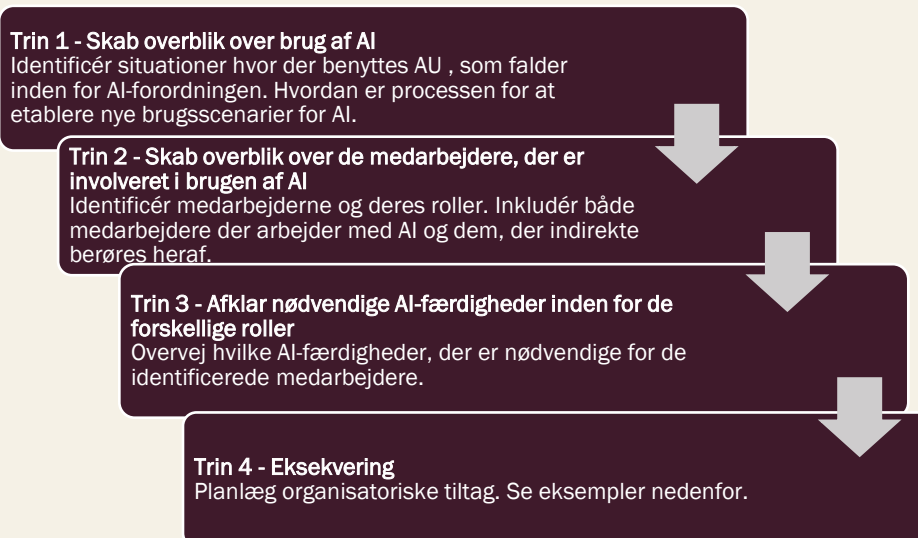 Trin 1 - Skab overblik over brug af AI
Identificér situationer hvor der benyttes AU , som falder
inden for AI-forordningen. Hvordan er processen for at
etablere nye brugsscenarier for AI.
Trin 2 - Skab overblik over de medarbejdere, der er
involveret i brugen af AI
Identificér medarbejderne og deres roller. Inkludér både
medarbejdere der arbejder med AI og dem, der indirekte
berøres heraf.
Trin 3 - Afklar nødvendige AI-færdigheder inden for de
forskellige roller
Overvej hvilke AI-færdigheder, der er nødvendige for de
identificerede medarbejdere.
Trin 4 - Eksekvering
Planlæg organisatoriske tiltag. Se eksempler nedenfor.